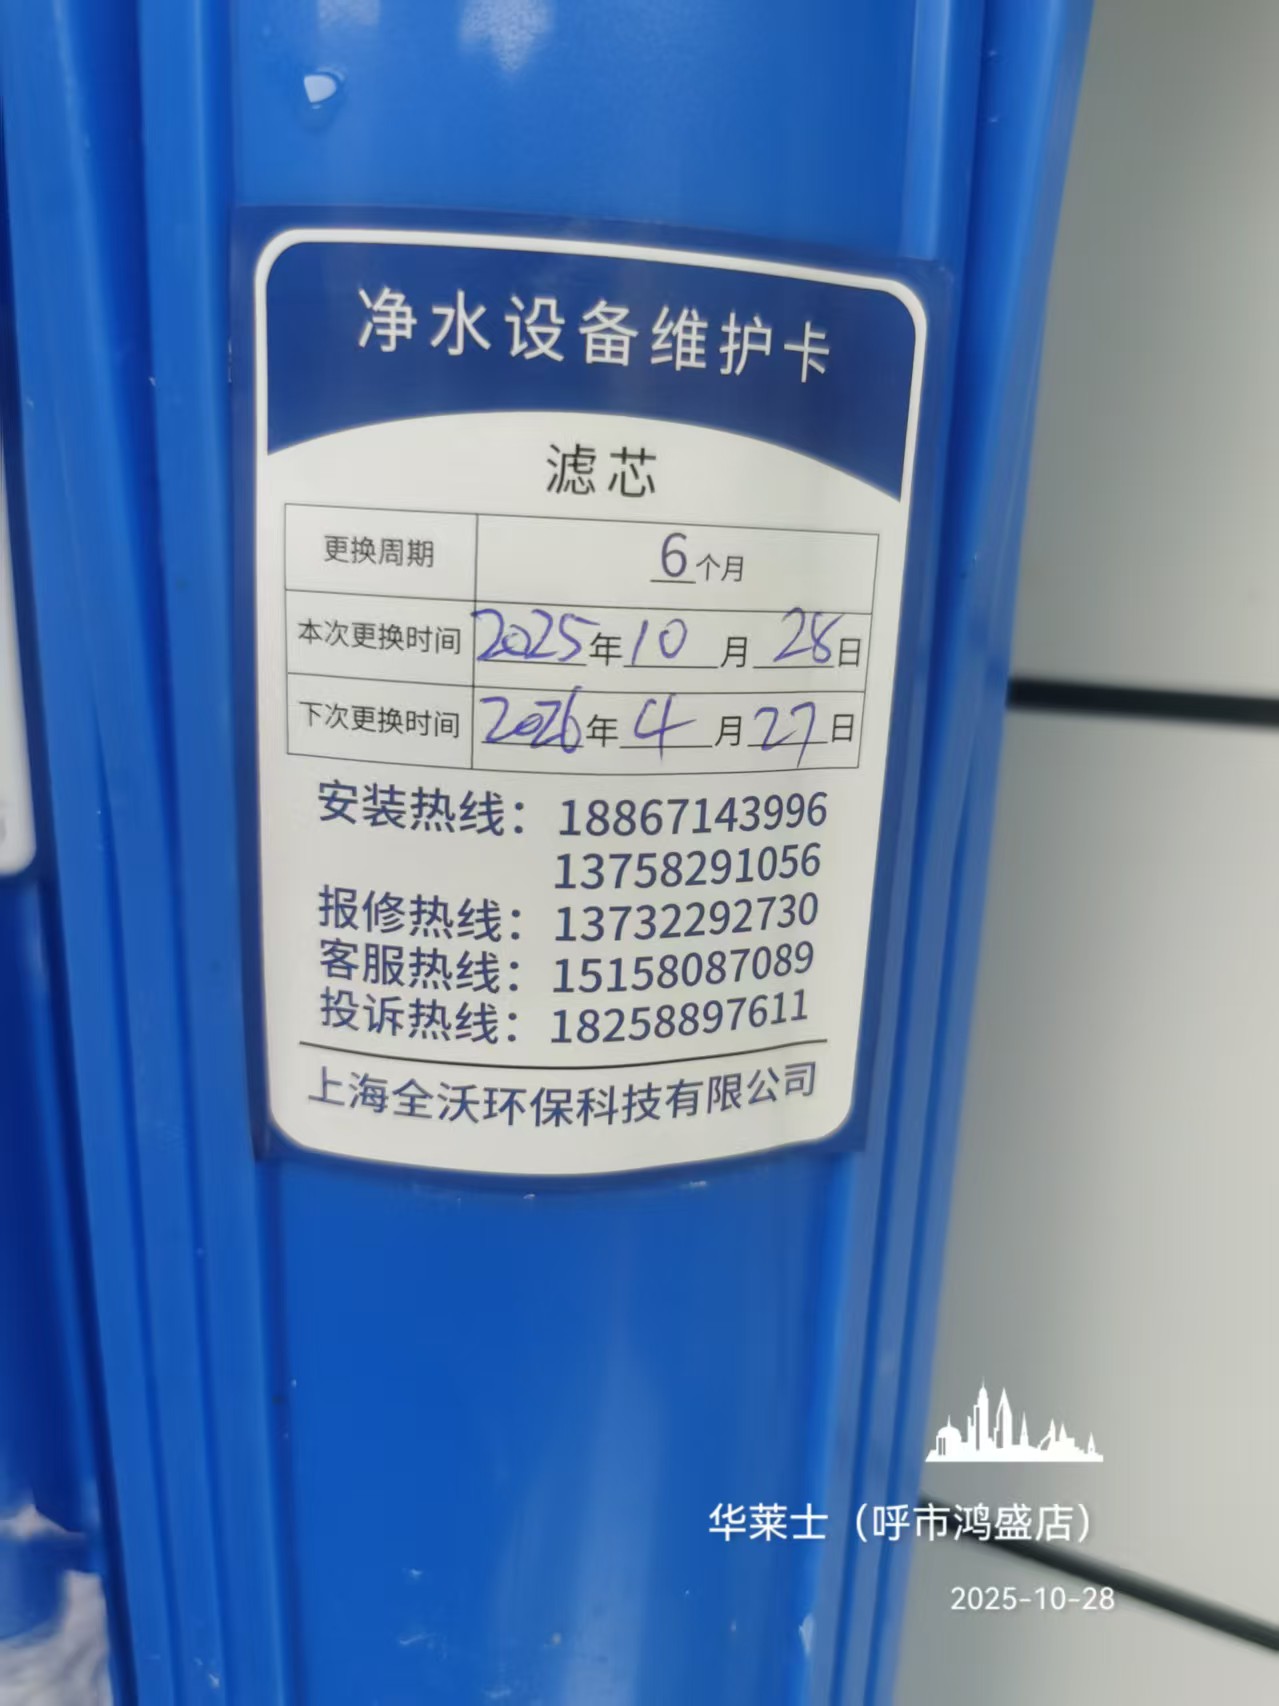 净水设备维护卡
滤芯
更换周期 6个月
本次更换时间 2025年10月28日
下次更换时间 2026年4月27日
安装热线：18867143996
13758291056
报修热线：13732292730
客服热线：15158087089
投诉热线：18258897611
上海全沃环保科技有限公司
华莱士（呼市鸿盛店）
2025-10-28